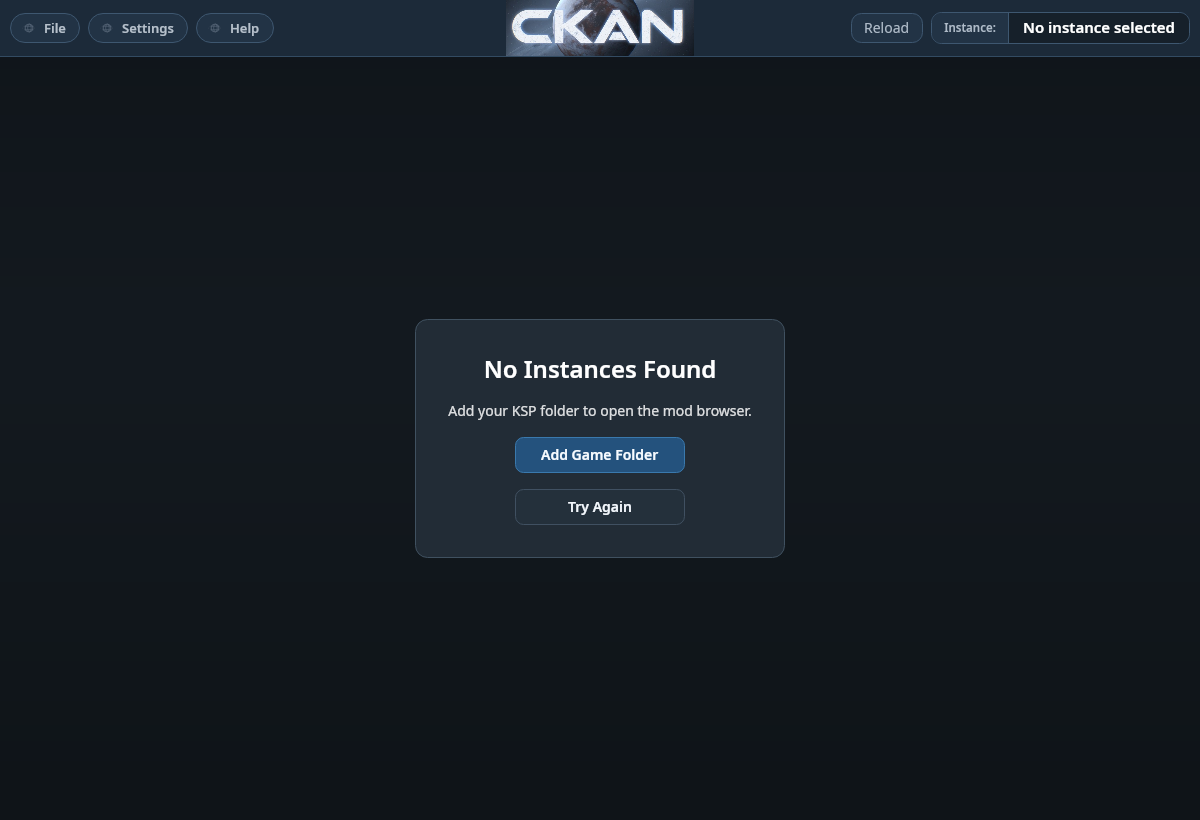 File
Settings
Help
CKAN
Reload
Instance:
No instance selected
No Instances Found
Add your KSP folder to open the mod browser.
Add Game Folder
Try Again